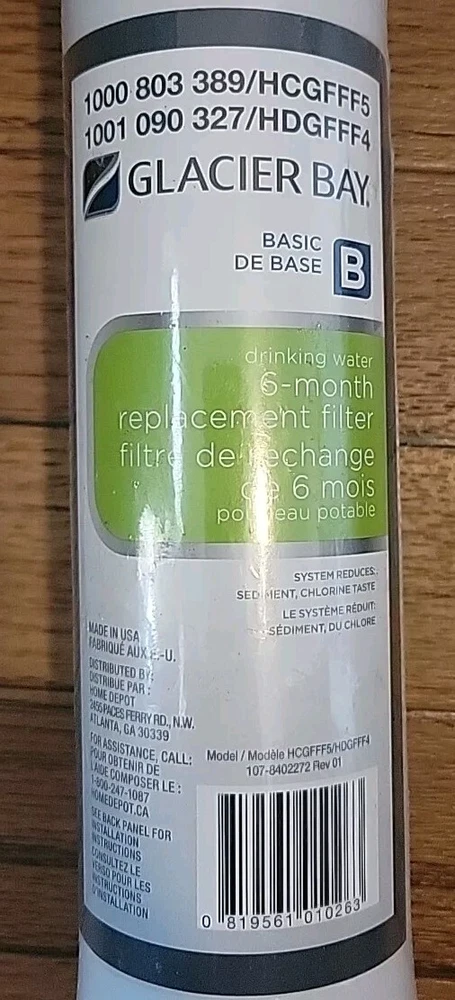 1000 803 389/HCGFFF5
1001 090 327/HDGFFF4
GLACIER BAY®
BASIC
DE BASE
B
drinking water
6-month
replacement filter
filtre de rechange
de 6 mois
pour eau potable
SYSTEM REDUCES:
SEDIMENT, CHLORINE TASTE
LE SYSTÈME RÉDUIT:
SÉDIMENT, DU CHLORE
MADE IN USA
FABRIQUÉ AUX É.-U.
DISTRIBUTED BY:
DISTRIBUE PAR :
HOME DEPOT
2455 PACES FERRY RD., N.W.
ATLANTA, GA 30339
FOR ASSISTANCE, CALL:
POUR OBTENIR DE
L'AIDE COMPOSER LE :
1-800-247-1087
HOMEDEPOT.CA
SEE BACK PANEL FOR
INSTALLATION
INSTRUCTIONS
CONSULTEZ LE
VERSO POUR LES
INSTRUCTIONS
D'INSTALLATION
Model / Modèle HCGFFF5/HDGFFF4
107-8402272 Rev 01
0 819561 010263